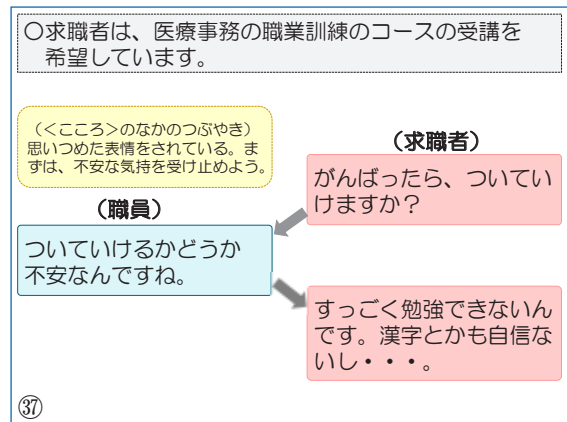 ○求職者は、医療事務の職業訓練のコースの受講を
希望しています。
（<こころ>のなかのつぶやき）
思いつめた表情をされている。ま
ずは、不安な気持を受け止めよう。
（求職者）
がんばったら、ついてい
けますか？
（職員）
ついていけるかどうか
不安なんですね。
すっごく勉強できないん
です。漢字とかも自信な
いし・・・。
㊲